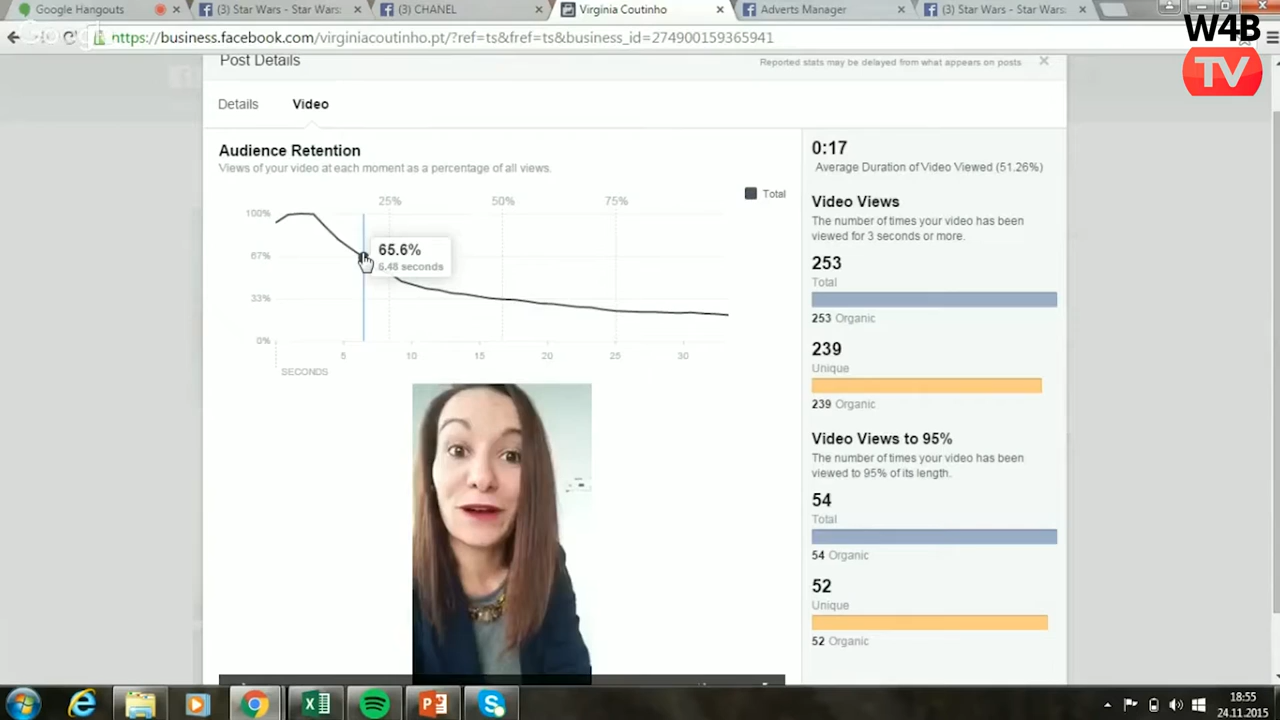 Google Hangouts
(3) Star Wars - Star Wars:
(3) CHANEL
Virginia Coutinho
Adverts Manager
(3) Star Wars - Star Wars:
W4B
TV
https://business.facebook.com/virginiacoutinho.pt/?ref=ts&fref=ts&business_id=274900159365941
Post Details
Reported stats may be delayed from what appears on posts
Details
Video
Audience Retention
Views of your video at each moment as a percentage of all views.
Total
25%
50%
75%
100%
67%
33%
0%
65.6%
6.48 seconds
5
10
15
20
25
30
SECONDS
0:17
Average Duration of Video Viewed (51.26%)
Video Views
The number of times your video has been
viewed for 3 seconds or more.
253
Total
253 Organic
239
Unique
239 Organic
Video Views to 95%
The number of times your video has been
viewed to 95% of its length.
54
Total
54 Organic
52
Unique
52 Organic
18:55
24.11.2015